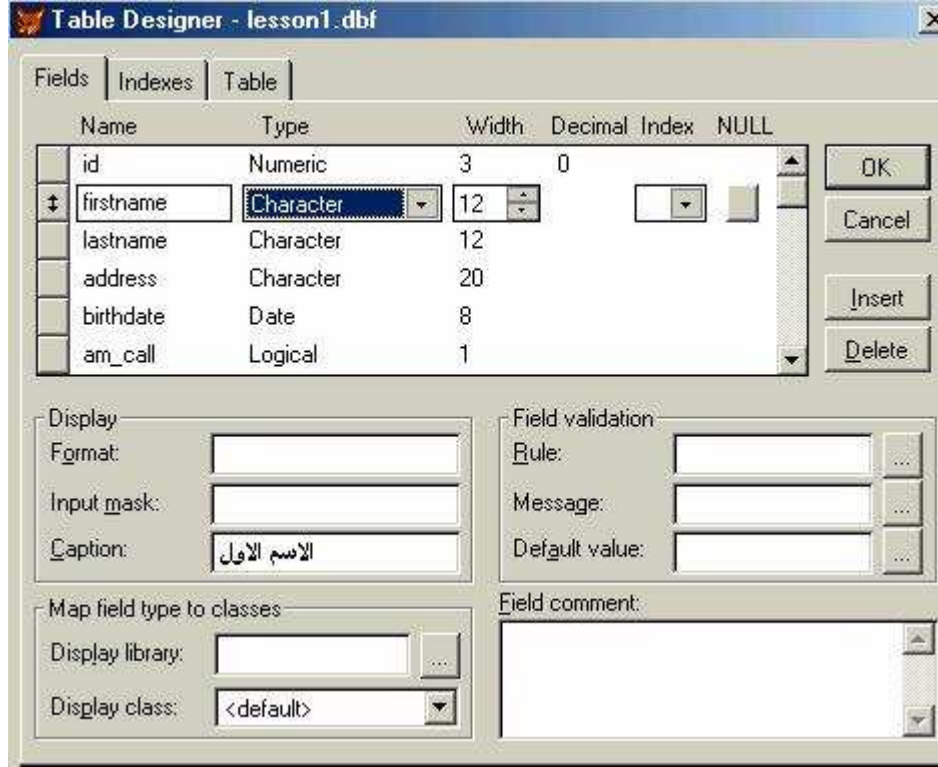 Table Designer - lesson1.dbf
Fields Indexes Table
Name Type Width Decimal Index NULL
id Numeric 3 0
firstname Character 12
lastname Character 12
address Character 20
birthdate Date 8
am_call Logical 1
OK
Cancel
Insert
Delete
Display
Format:
Input mask:
Caption: الاسم الاول
Field validation
Rule: ...
Message: ...
Default value: ...
Map field type to classes
Display library: ...
Display class: <default>
Field comment: